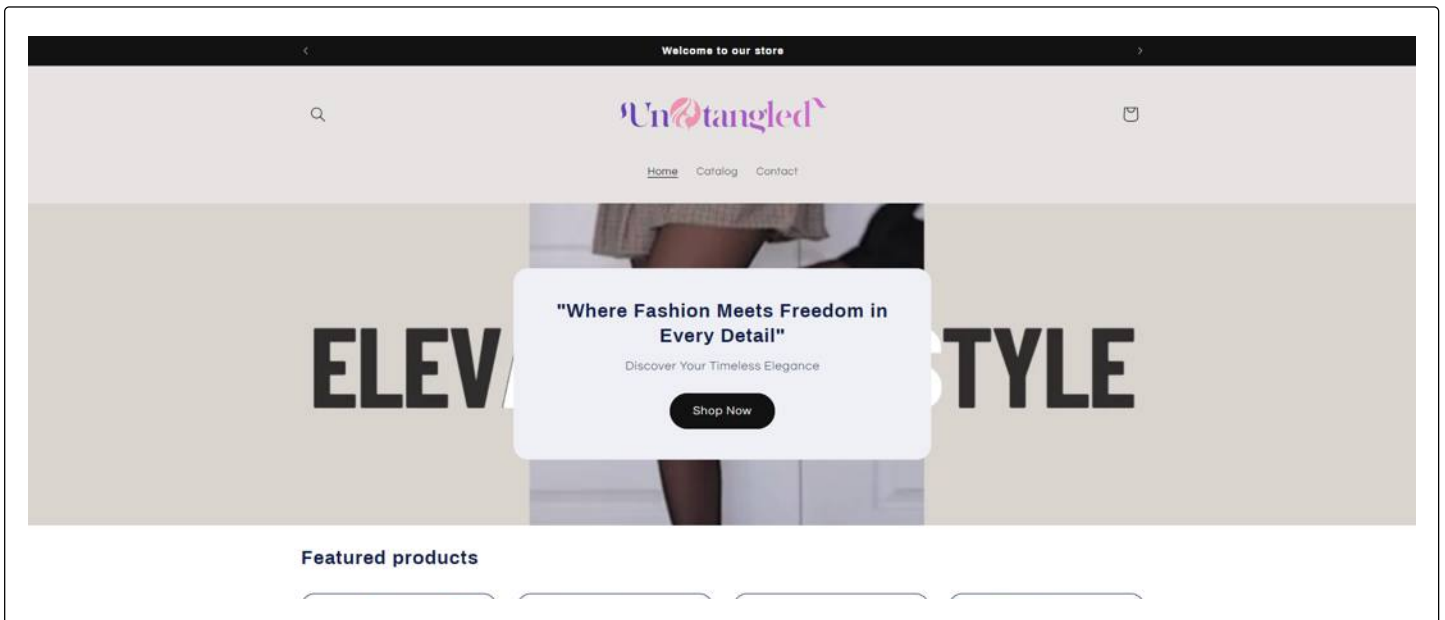 Welcome to our store
Un tangled
Home Catalog Contact
ELEV STYLE
"Where Fashion Meets Freedom in
Every Detail"
Discover Your Timeless Elegance
Shop Now
Featured products